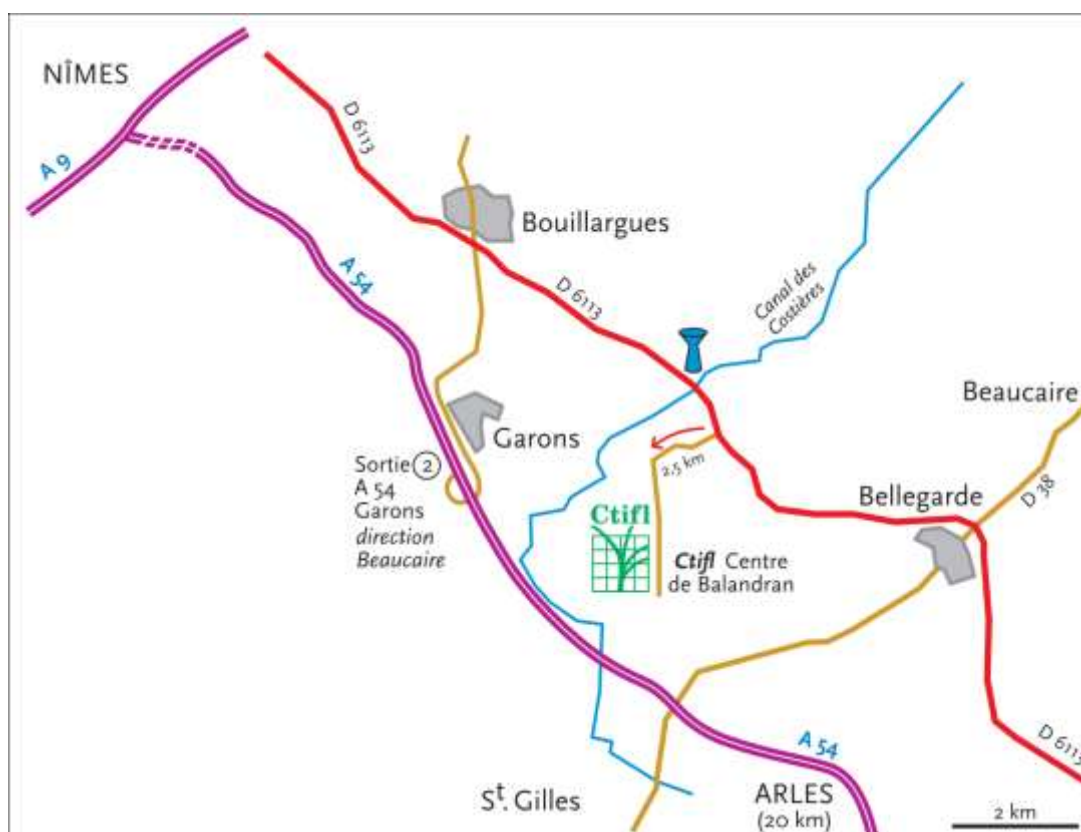 NÎMES
A 9
D 6113
Bouillargues
A 54
D 6113
Canal des
Costières
Beaucaire
Garons
Sortie 2
A 54
Garons
direction
Beaucaire
2,5 km
Bellegarde
D 38
Ctifl
Ctifl Centre
de Balandran
A 54
D 6113
St. Gilles
ARLES
(20 km)
2 km